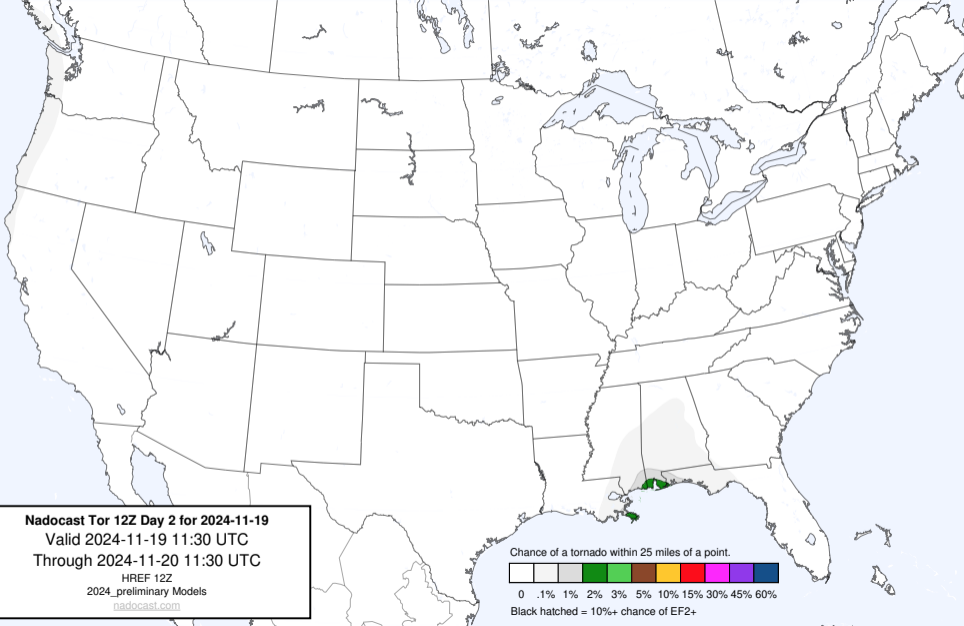 Nadocast Tor 12Z Day 2 for 2024-11-19
Valid 2024-11-19 11:30 UTC
Through 2024-11-20 11:30 UTC
HREF 12Z
2024_preliminary Models
nadocast.com
Chance of a tornado within 25 miles of a point.
0 .1% 1% 2% 3% 5% 10% 15% 30% 45% 60%
Black hatched = 10%+ chance of EF2+